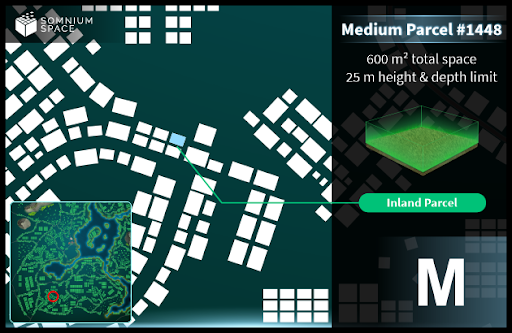 SOMNIUM
SPACE
Medium Parcel #1448
600 m² total space
25 m height & depth limit
Inland Parcel
M